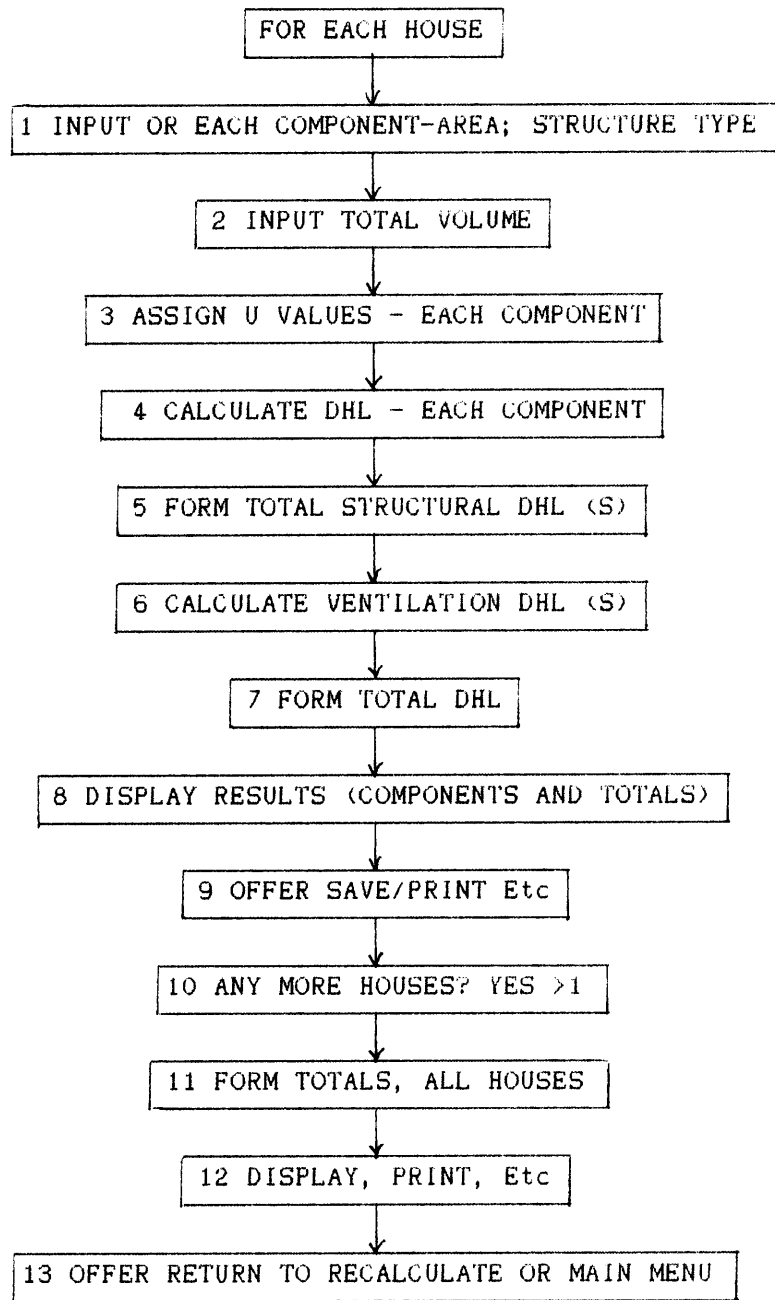 FOR EACH HOUSE
1 INPUT OR EACH COMPONENT-AREA; STRUCTURE TYPE
2 INPUT TOTAL VOLUME
3 ASSIGN U VALUES - EACH COMPONENT
4 CALCULATE DHL - EACH COMPONENT
5 FORM TOTAL STRUCTURAL DHL (S)
6 CALCULATE VENTILATION DHL (S)
7 FORM TOTAL DHL
8 DISPLAY RESULTS (COMPONENTS AND TOTALS)
9 OFFER SAVE/PRINT Etc
10 ANY MORE HOUSES? YES >1
11 FORM TOTALS, ALL HOUSES
12 DISPLAY, PRINT, Etc
13 OFFER RETURN TO RECALCULATE OR MAIN MENU